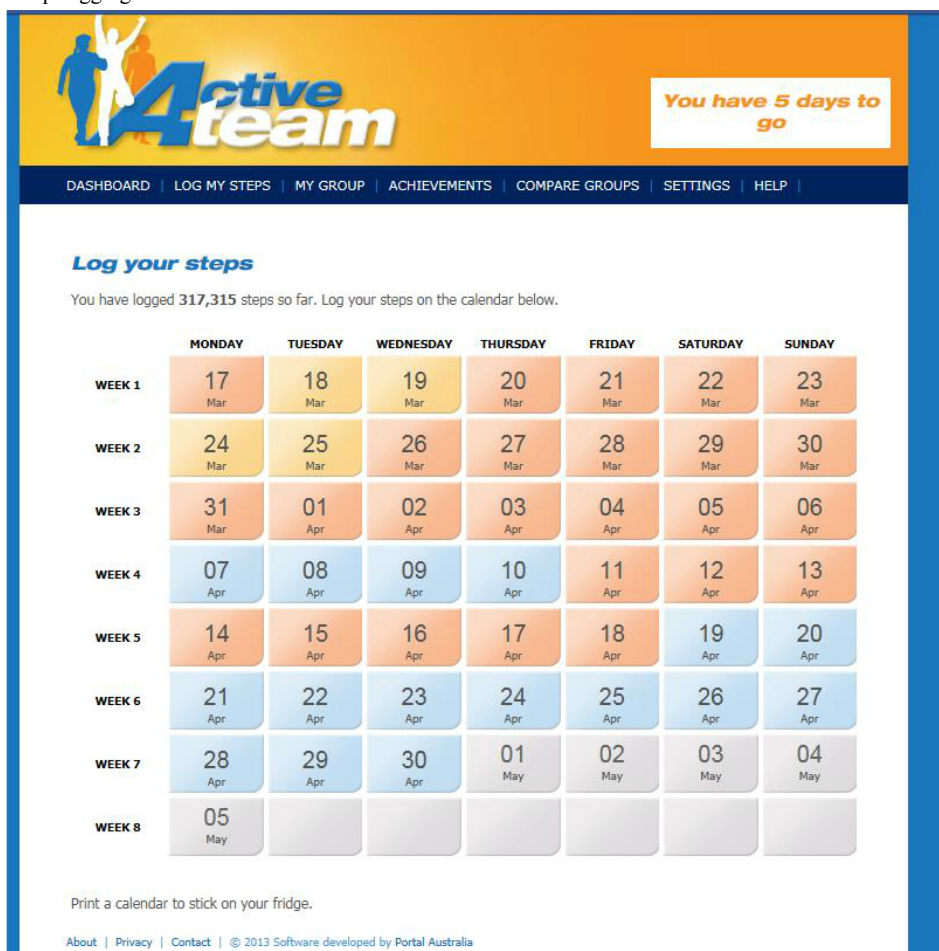 Active
team
You have 5 days to
go
DASHBOARD | LOG MY STEPS | MY GROUP | ACHIEVEMENTS | COMPARE GROUPS | SETTINGS | HELP |
Log your steps
You have logged 317,315 steps so far. Log your steps on the calendar below.
MONDAY TUESDAY WEDNESDAY THURSDAY FRIDAY SATURDAY SUNDAY
WEEK 1 17 18 19 20 21 22 23
Mar Mar Mar Mar Mar Mar Mar
WEEK 2 24 25 26 27 28 29 30
Mar Mar Mar Mar Mar Mar Mar
WEEK 3 31 01 02 03 04 05 06
Mar Apr Apr Apr Apr Apr Apr
WEEK 4 07 08 09 10 11 12 13
Apr Apr Apr Apr Apr Apr Apr
WEEK 5 14 15 16 17 18 19 20
Apr Apr Apr Apr Apr Apr Apr
WEEK 6 21 22 23 24 25 26 27
Apr Apr Apr Apr Apr Apr Apr
WEEK 7 28 29 30 01 02 03 04
Apr Apr Apr May May May May
WEEK 8 05
May
Print a calendar to stick on your fridge.
About | Privacy | Contact | © 2013 Software developed by Portal Australia